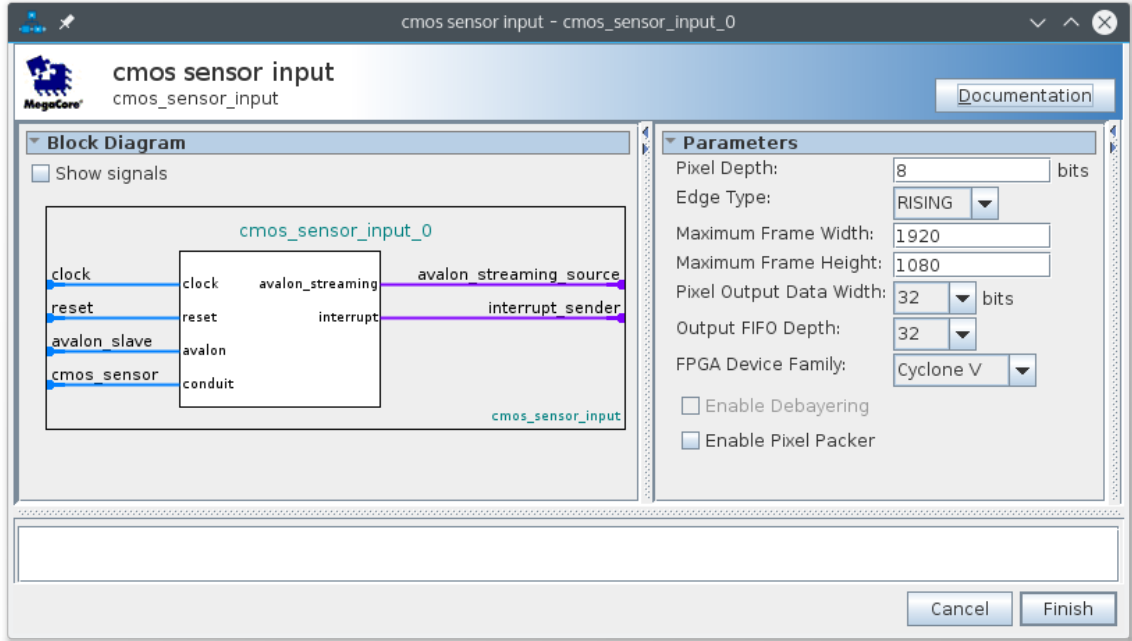 cmos sensor input - cmos_sensor_input_0
cmos sensor input
cmos_sensor_input
MegaCore®
Documentation
Block Diagram
Show signals
cmos_sensor_input_0
clock
reset
avalon_slave
cmos_sensor
clock
reset
avalon
conduit
avalon_streaming
interrupt
avalon_streaming_source
interrupt_sender
cmos_sensor_input
Parameters
Pixel Depth: 8 bits
Edge Type: RISING
Maximum Frame Width: 1920
Maximum Frame Height: 1080
Pixel Output Data Width: 32 bits
Output FIFO Depth: 32
FPGA Device Family: Cyclone V
Enable Debayering
Enable Pixel Packer
Cancel Finish